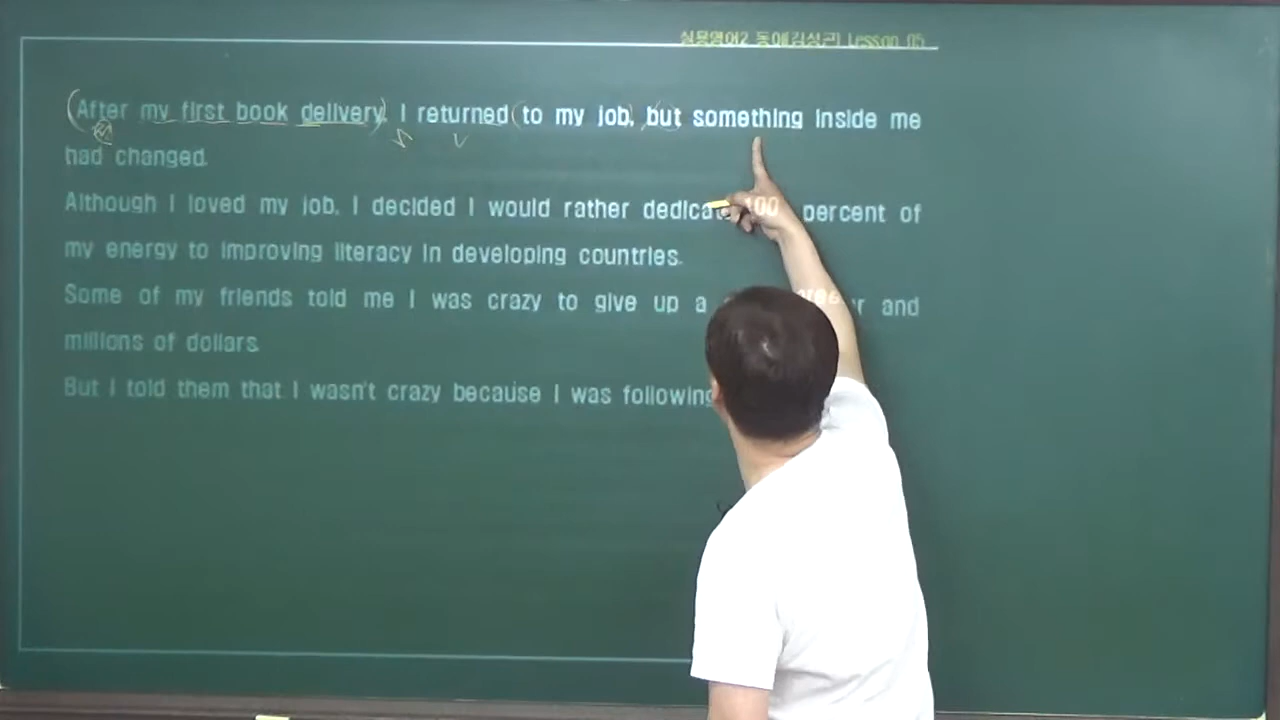 실용영어2 동아(김성곤) Lesson 05
(After my first book delivery), I returned (to my job), but something inside me
had changed.
Although I loved my job, I decided I would rather 100 percent of
my energy to improving literacy in developing countries.
Some of my friends told me I was crazy to give up a and
millions of dollars.
But I told them that I wasn't crazy because I was following
S V